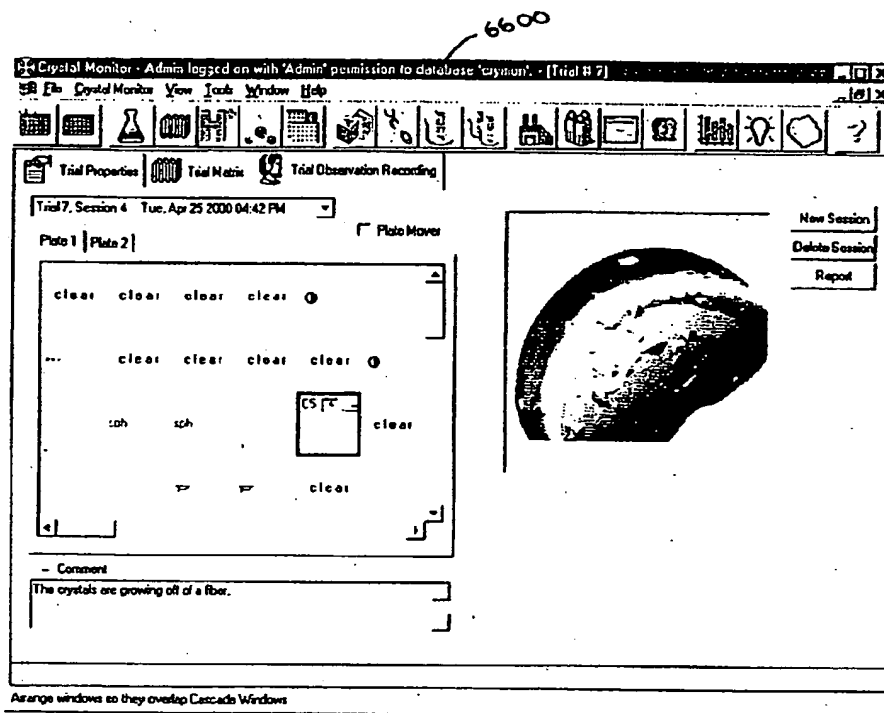 6600
Crystal Monitor - Admin logged on with 'Admin' permission to database 'crymon'. - [Trial # 7]
File Crystal Monitor View Tools Window Help
Trial Properties Trial Matrix Trial Observation Recording
Trial 7, Session 4 Tue, Apr 25 2000 04:42 PM
Plate Mover
New Session
Plate 1 Plate 2
Delete Session
Report
clear clear clear clear
clear clear clear clear
sph sph C5 clear
clear
Comment
The crystals are growing off of a fiber.
Arrange windows so they overlap Cascade Windows